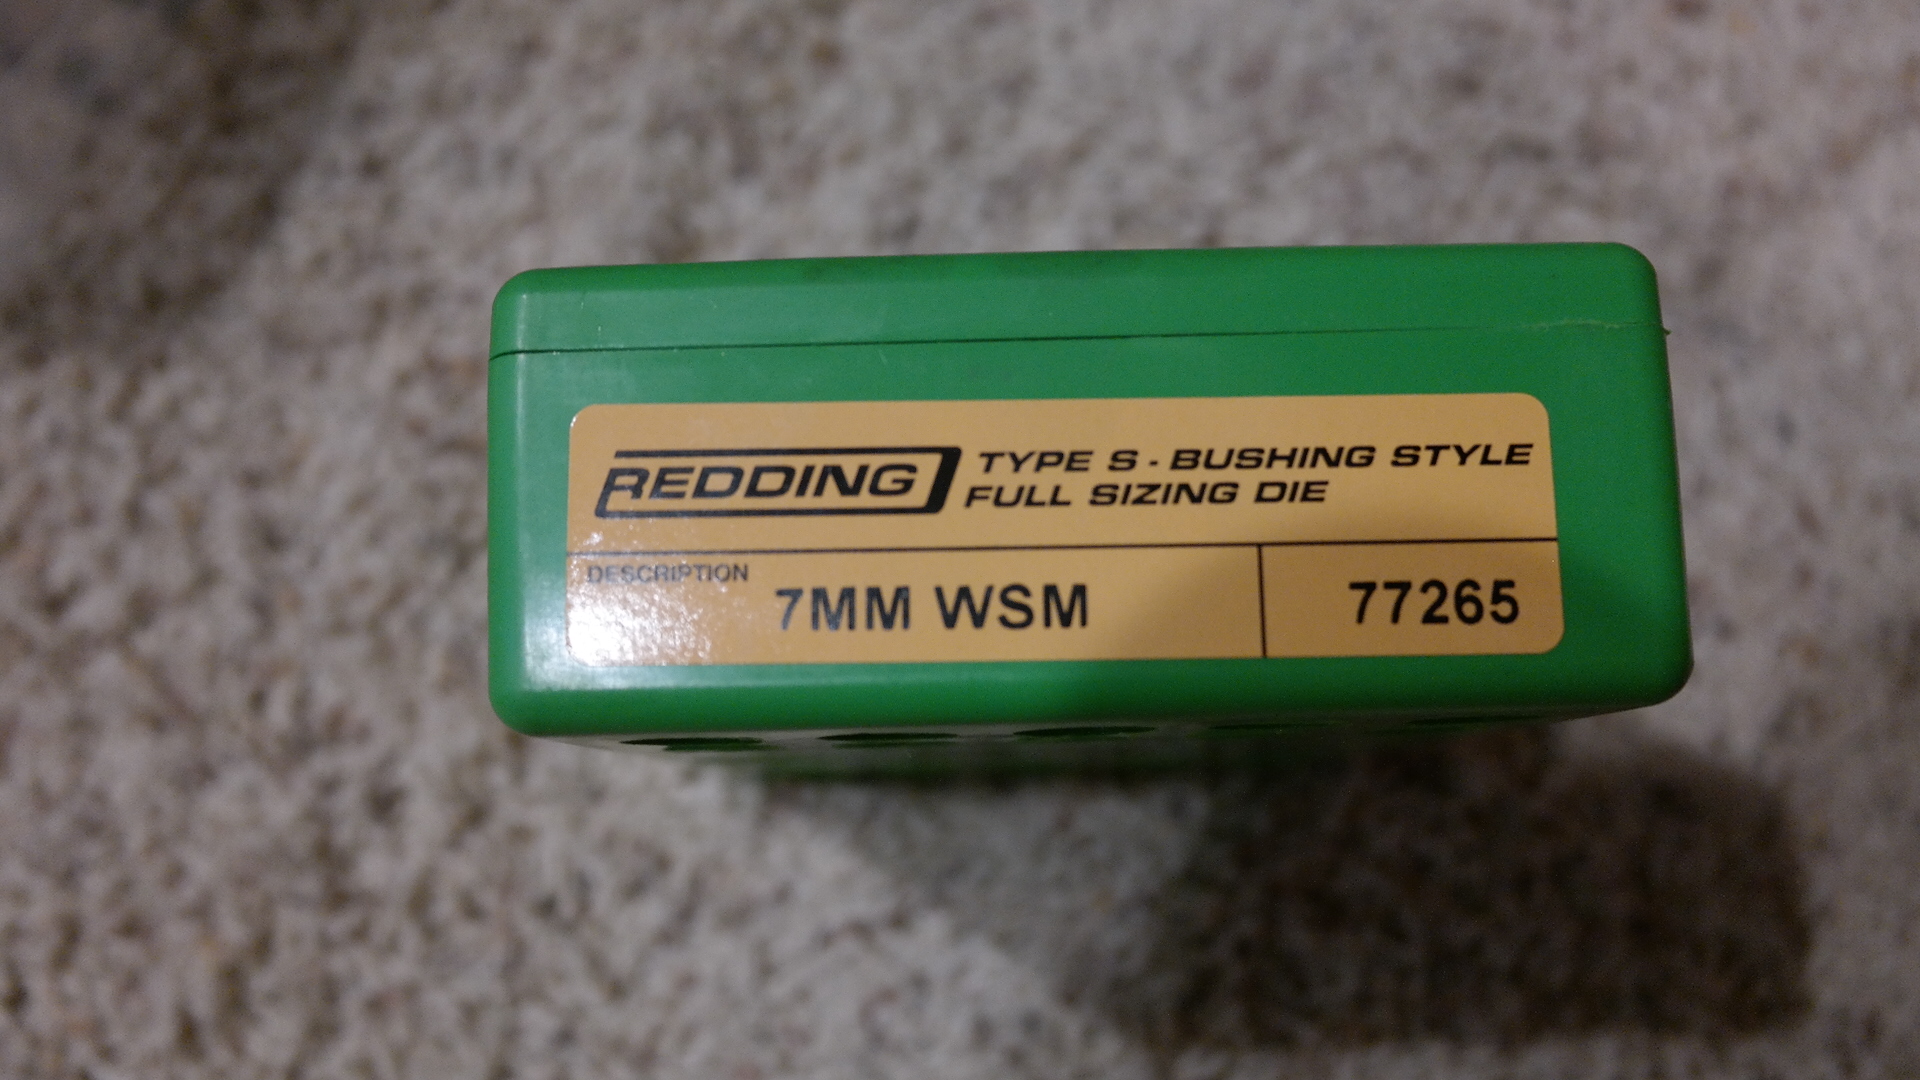 REDDING TYPE S - BUSHING STYLE
FULL SIZING DIE
DESCRIPTION
7MM WSM 77265